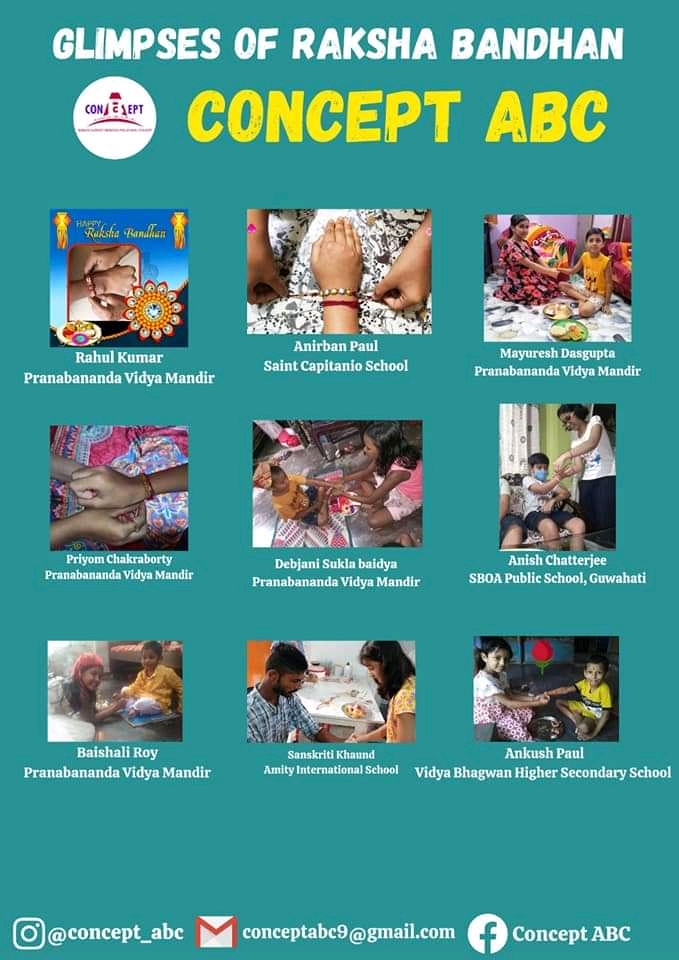 GLIMPSES OF RAKSHA BANDHAN
CONCEPT ABC
CON EPT
HAPPY
Raksha Bandhan
Rahul Kumar
Pranabananda Vidya Mandir
Anirban Paul
Saint Capitanio School
Mayuresh Dasgupta
Pranabananda Vidya Mandir
Priyom Chakraborty
Pranabananda Vidya Mandir
Debjani Sukla baidya
Pranabananda Vidya Mandir
Anish Chatterjee
SBOA Public School, Guwahati
Baishali Roy
Pranabananda Vidya Mandir
Sanskriti Khaund
Amity International School
Ankush Paul
Vidya Bhagwan Higher Secondary School
@concept_abc
conceptabc9@gmail.com
Concept ABC